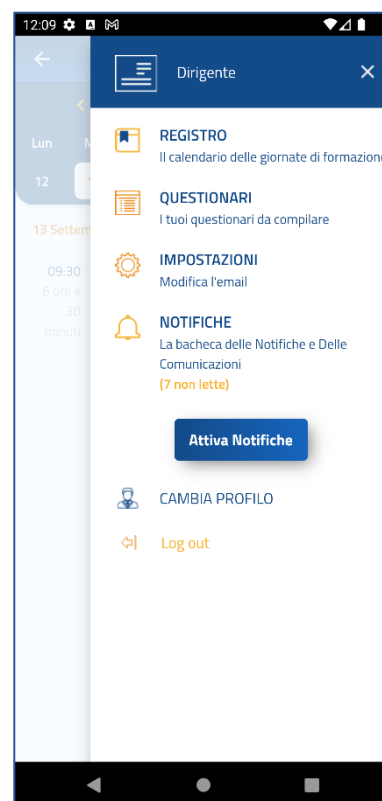 12:09
Dirigente
Lun
12
13 Settem
09:30
6 ore e
30
minuti
REGISTRO
Il calendario delle giornate di formazione
QUESTIONARI
I tuoi questionari da compilare
IMPOSTAZIONI
Modifica l'email
NOTIFICHE
La bacheca delle Notifiche e Delle
Comunicazioni
(7 non lette)
Attiva Notifiche
CAMBIA PROFILO
Log out